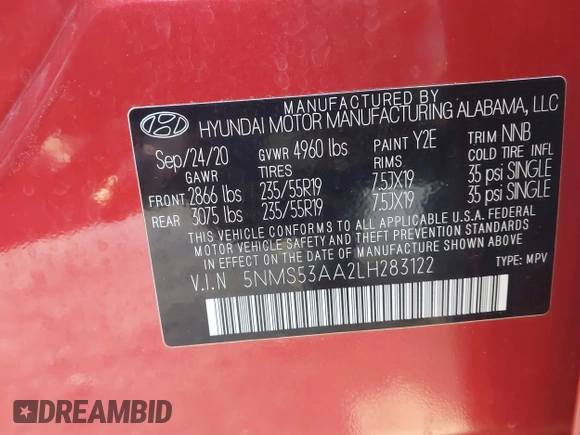 MANUFACTURED BY
HYUNDAI MOTOR MANUFACTURING ALABAMA, LLC
Sep/24/20 GVWR 4960 lbs PAINT Y2E TRIM NNB
GAWR TIRES RIMS COLD TIRE INFL
FRONT 2866 lbs 235/55R19 7.5JX19 35 psi SINGLE
REAR 3075 lbs 235/55R19 7.5JX19 35 psi SINGLE
THIS VEHICLE CONFORMS TO ALL APPLICABLE U.S.A. FEDERAL
MOTOR VEHICLE SAFETY AND THEFT PREVENTION STANDARDS
IN EFFECT ON THE DATE OF MANUFACTURE SHOWN ABOVE.
V.I.N 5NMS53AA2LH283122
TYPE: MPV
DREAMBID